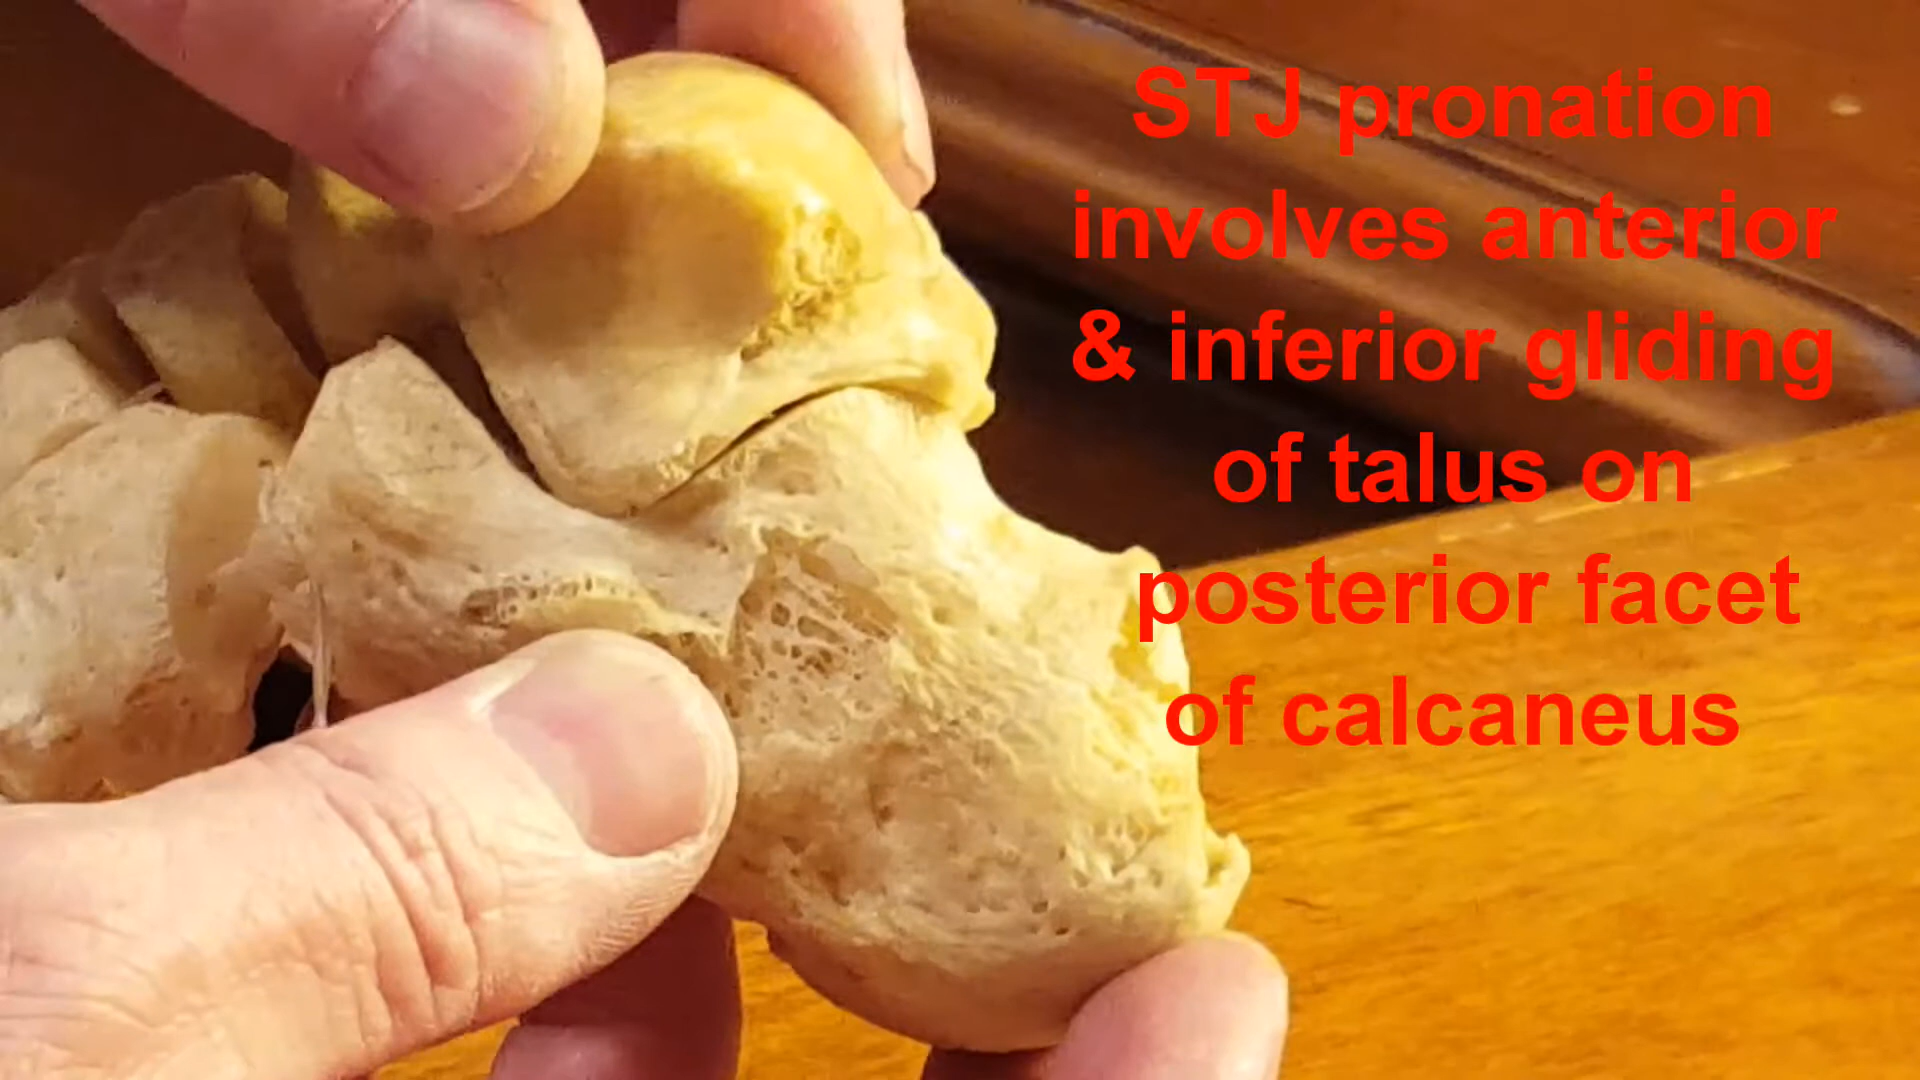 STJ pronation
involves anterior
& inferior gliding
of talus on
posterior facet
of calcaneus